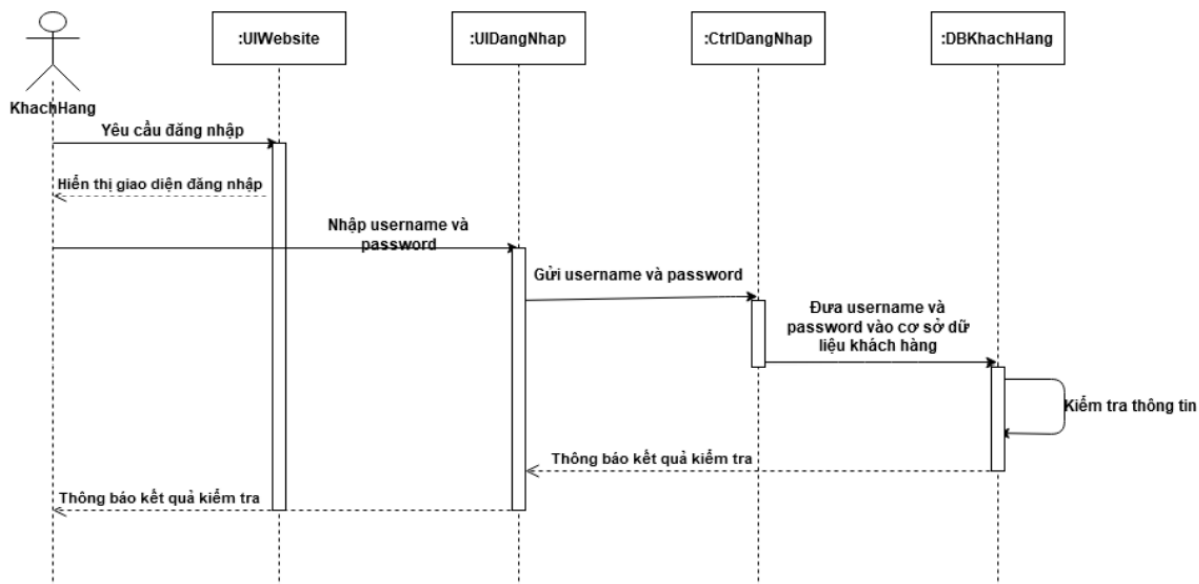 :UIWebsite
:UIDangNhap
:CtrlDangNhap
:DBKhachHang
KhachHang
Yêu cầu đăng nhập
Hiển thị giao diện đăng nhập
Nhập username và
password
Gửi username và password
Đưa username và
password vào cơ sở dữ
liệu khách hàng
Kiểm tra thông tin
Thông báo kết quả kiểm tra
Thông báo kết quả kiểm tra